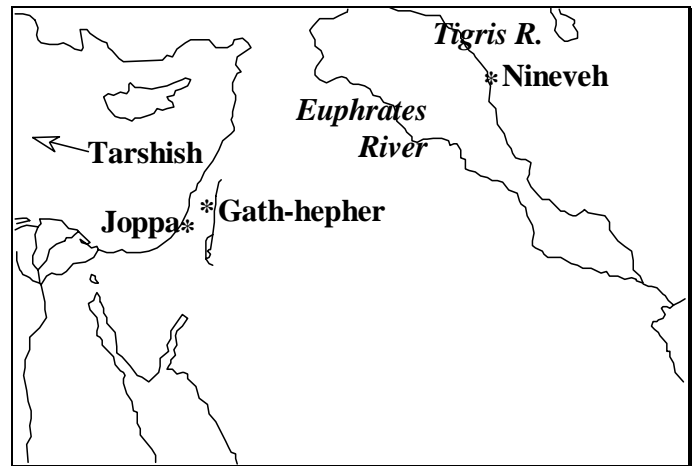 Tigris R.
* Nineveh
Euphrates
River
Tarshish
* Gath-hepher
Joppa *